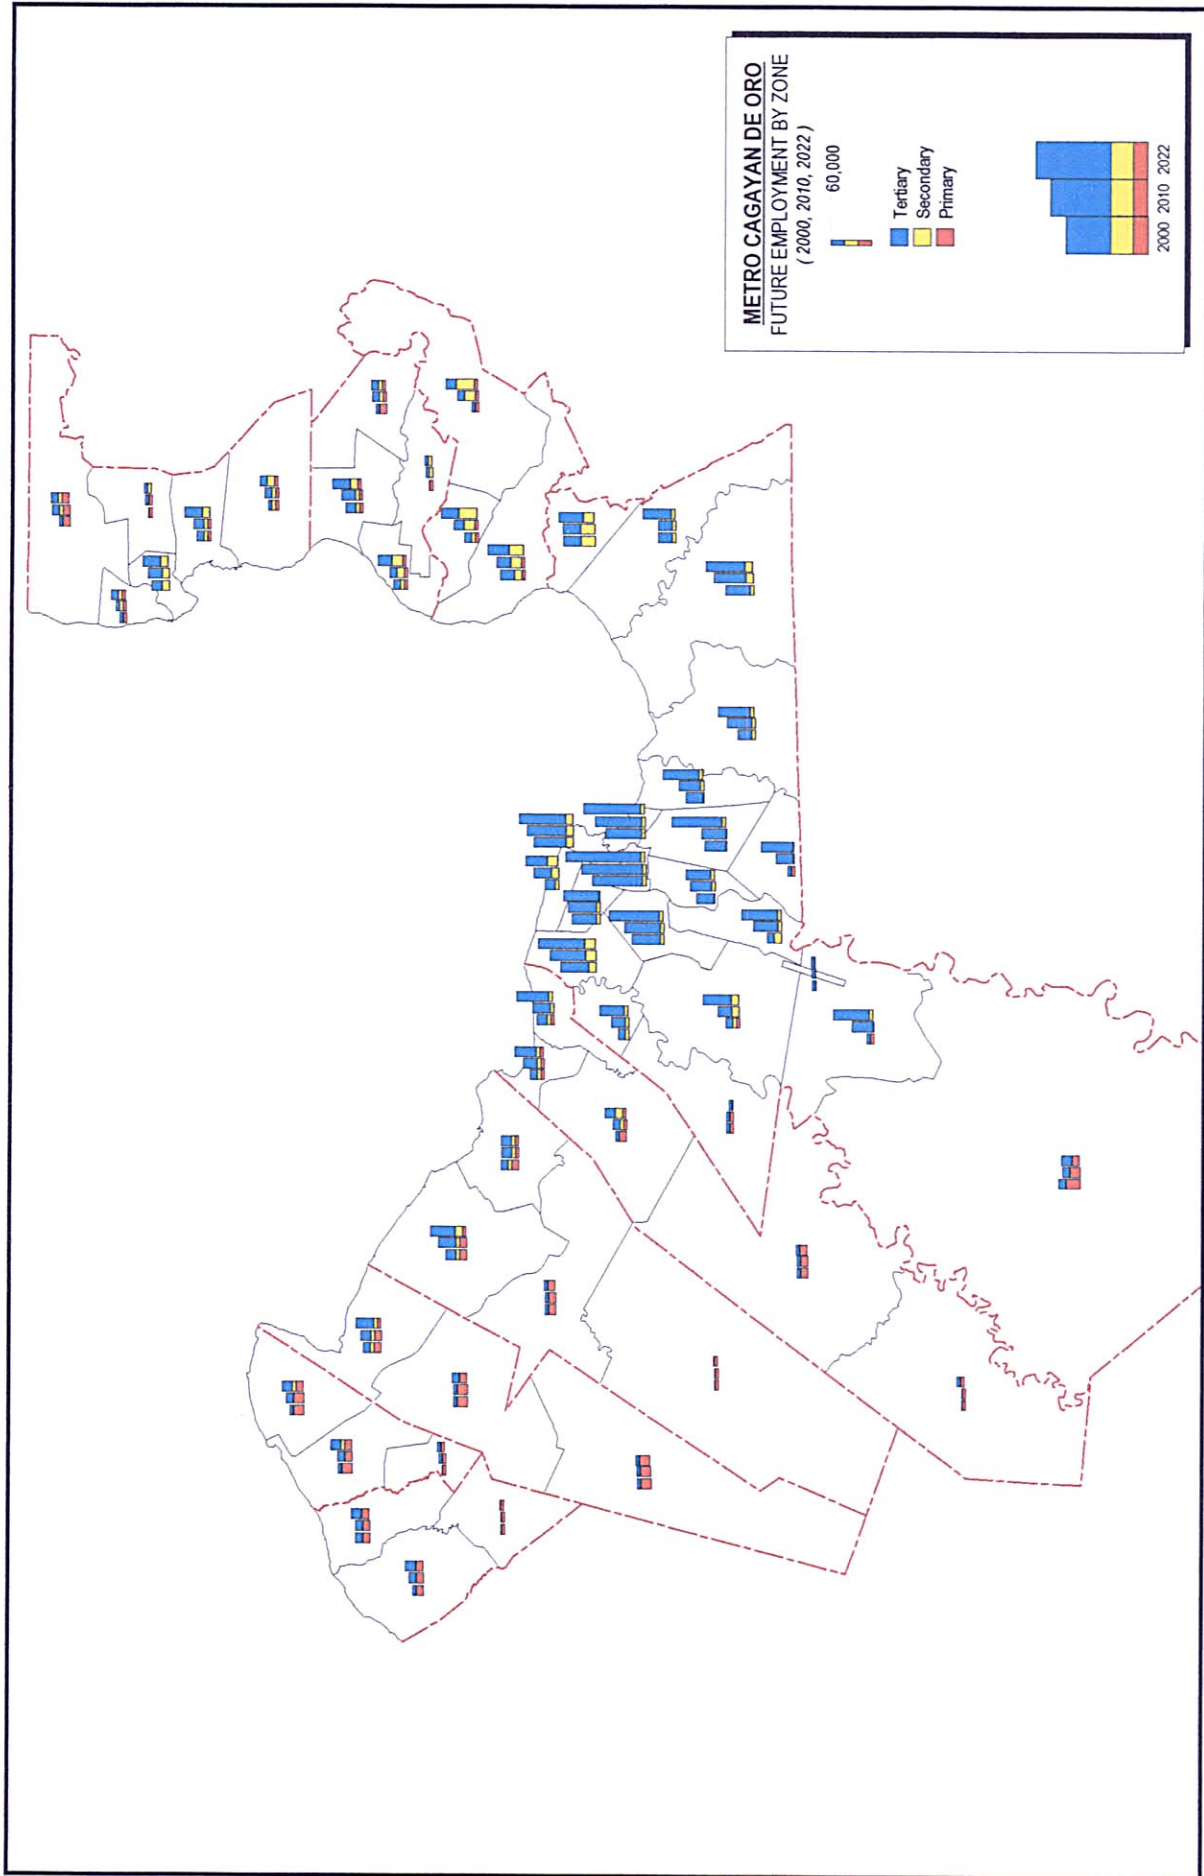 METRO CAGAYAN DE ORO
FUTURE EMPLOYMENT BY ZONE
( 2000, 2010, 2022 )
60,000
Tertiary
Secondary
Primary
2000 2010 2022